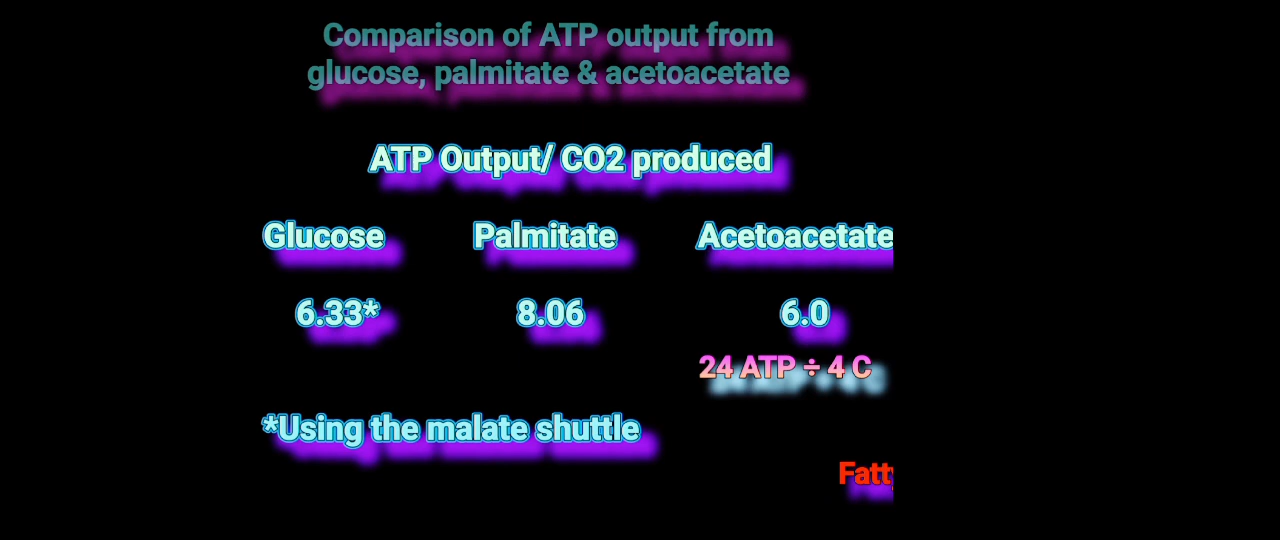 Comparison of ATP output from
glucose, palmitate & acetoacetate
ATP Output/ CO2 produced
Glucose Palmitate Acetoacetate
6.33* 8.06 6.0
24 ATP ÷ 4 C
*Using the malate shuttle